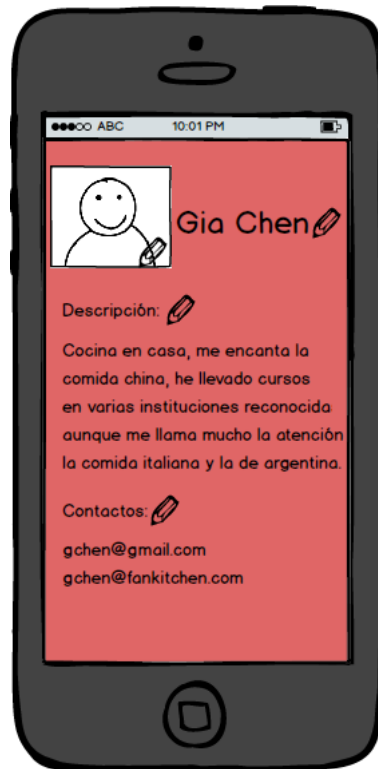 ABC 10:01 PM
Gia Chen
Descripción:
Cocina en casa, me encanta la
comida china, he llevado cursos
en varias instituciones reconocida
aunque me llama mucho la atención
la comida italiana y la de argentina.
Contactos:
gchen@gmail.com
gchen@fankitchen.com